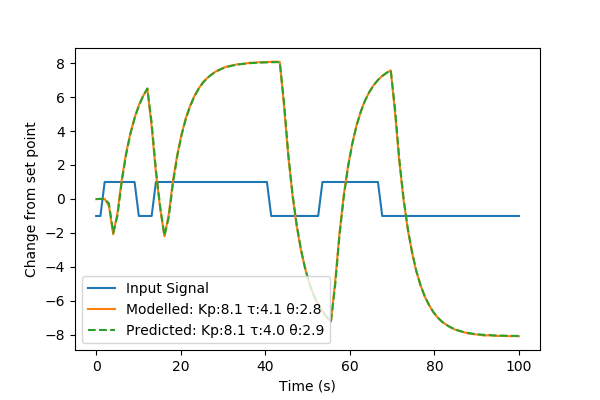 8
6
4
2
0
−2
−4
−6
−8
Change from set point
Input Signal
Modelled: Kp:8.1 τ:4.1 θ:2.8
Predicted: Kp:8.1 τ:4.0 θ:2.9
0 20 40 60 80 100
Time (s)